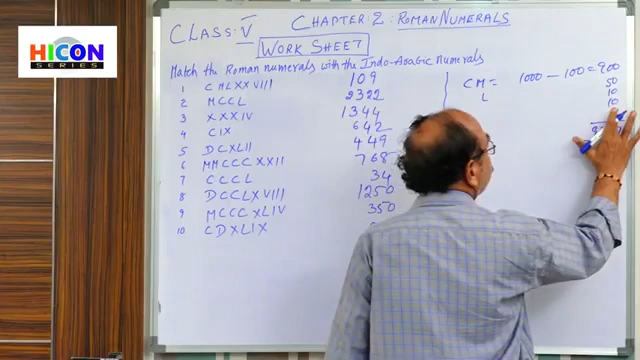 HICON
SERIES
CLASS: V CHAPTER: 2 ROMAN NUMERALS
WORK SHEET
Match the Roman numerals with the Indo-Arabic Numerals
1 CMLXXVIII 109
2 MCCL 2322
3 XXXIV 1344
4 CIX 642
5 DCXLII 449
6 MMCCCXXII 768
7 CCCL 34
8 DCCLXVIII 1250
9 MCCCXLIV 350
10 CDXLIX
CM = 1000 - 100 = 900
L 50
10
10